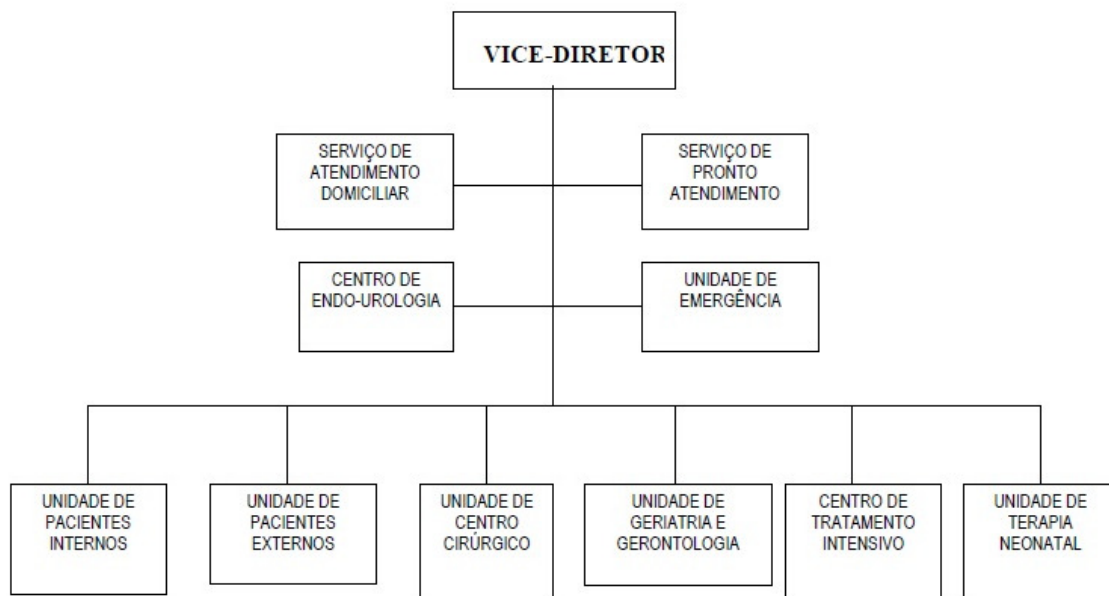 VICE-DIRETOR
SERVIÇO DE
ATENDIMENTO
DOMICILIAR
SERVIÇO DE
PRONTO
ATENDIMENTO
CENTRO DE
ENDO-UROLOGIA
UNIDADE DE
EMERGÊNCIA
UNIDADE DE
PACIENTES
INTERNOS
UNIDADE DE
PACIENTES
EXTERNOS
UNIDADE DE
CENTRO
CIRÚRGICO
UNIDADE DE
GERIATRIA E
GERONTOLOGIA
CENTRO DE
TRATAMENTO
INTENSIVO
UNIDADE DE
TERAPIA
NEONATAL